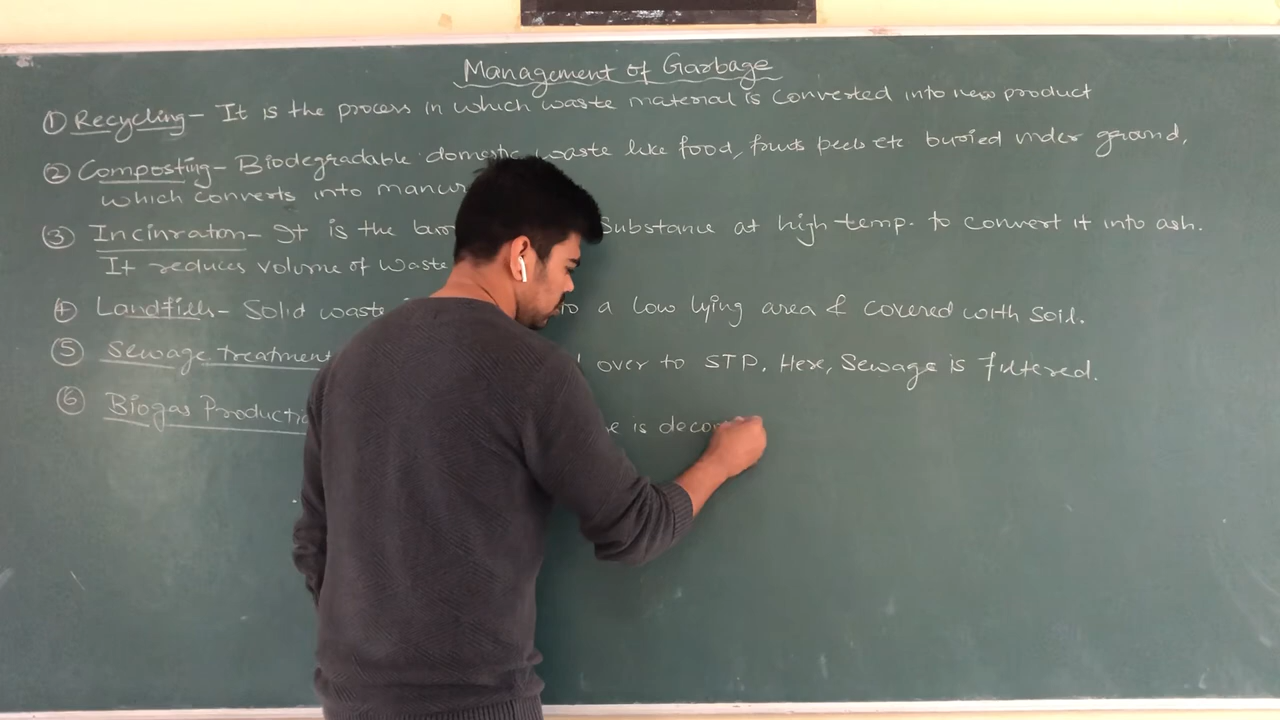 Management of Garbage
① Recycling - It is the process in which waste material is converted into new product
② Composting - Biodegradable domestic waste like food, fruits peels etc buried under ground,
which converts into manur
③ Incinration - It is the bur Substance at high temp. to convert it into ash.
It reduces volume of waste
④ Landfills - Solid waste a low lying area & covered with soil.
⑤ Sewage treatment over to STP. Here, Sewage is filtered.
⑥ Biogas Producti is decom